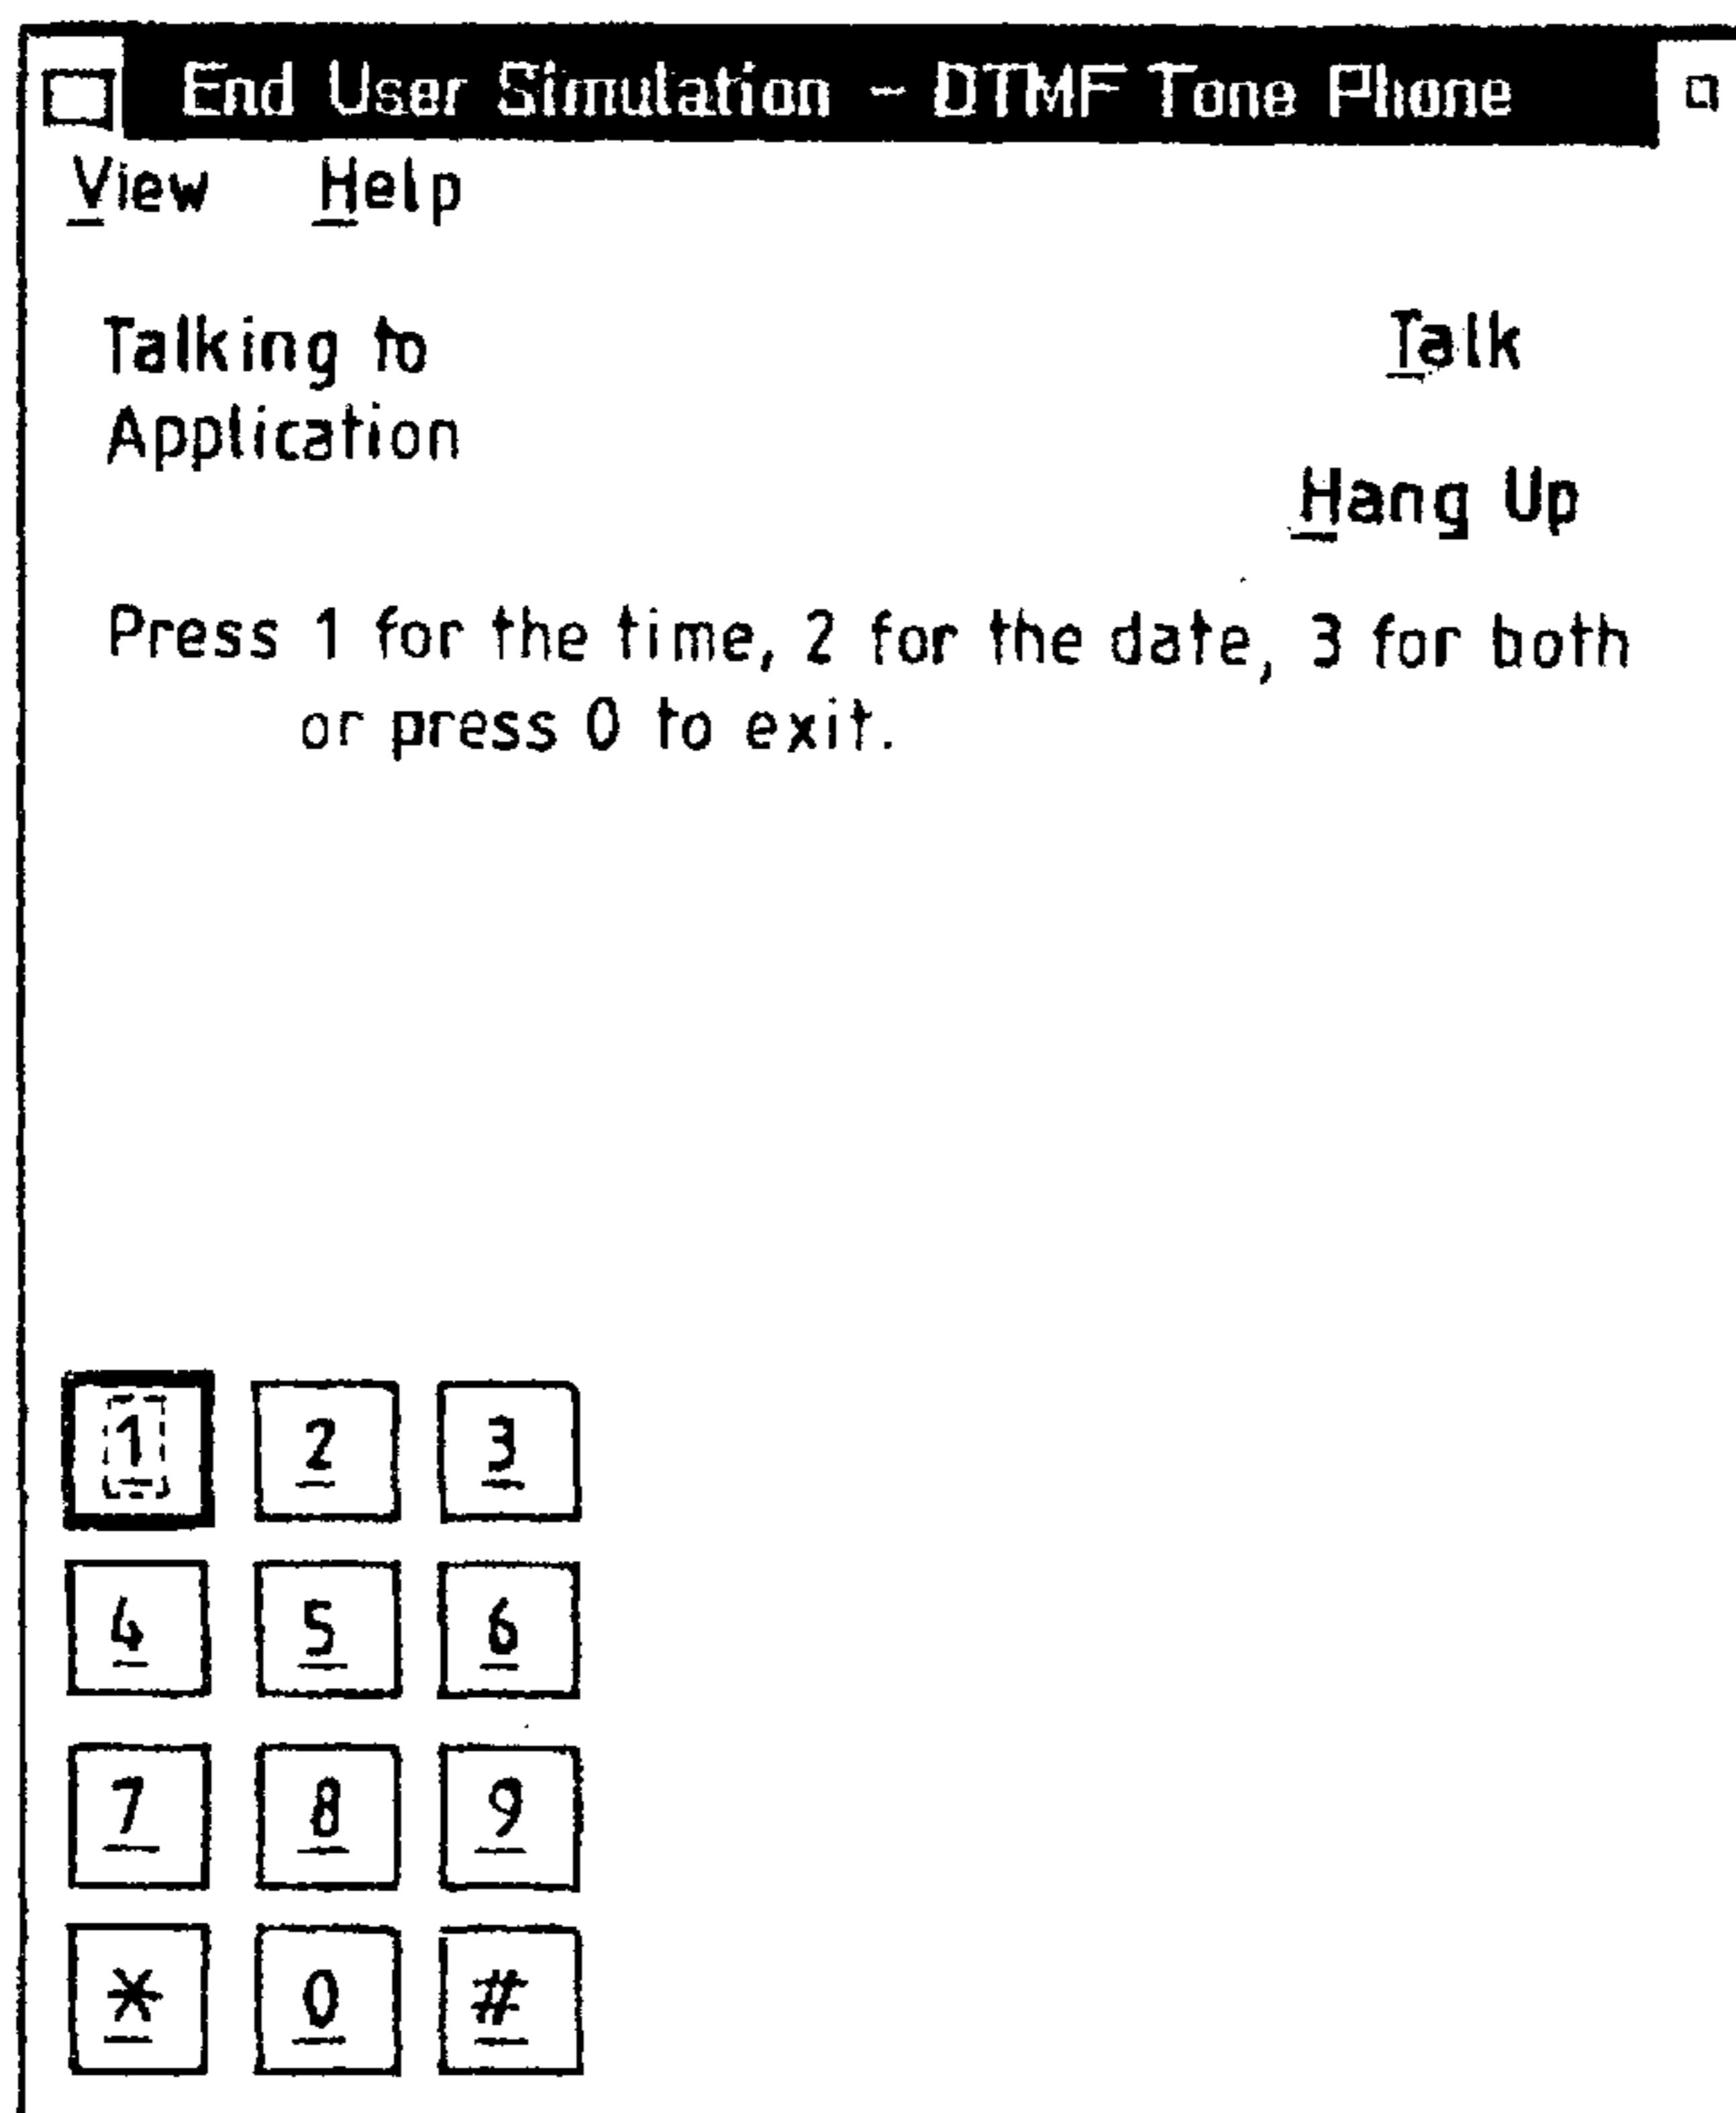 End User Simulation - DTMF Tone Phone
View Help
Talking to
Application
Talk
Hang Up
Press 1 for the time, 2 for the date, 3 for both
or press 0 to exit.
1 2 3
4 5 6
7 8 9
* 0 #